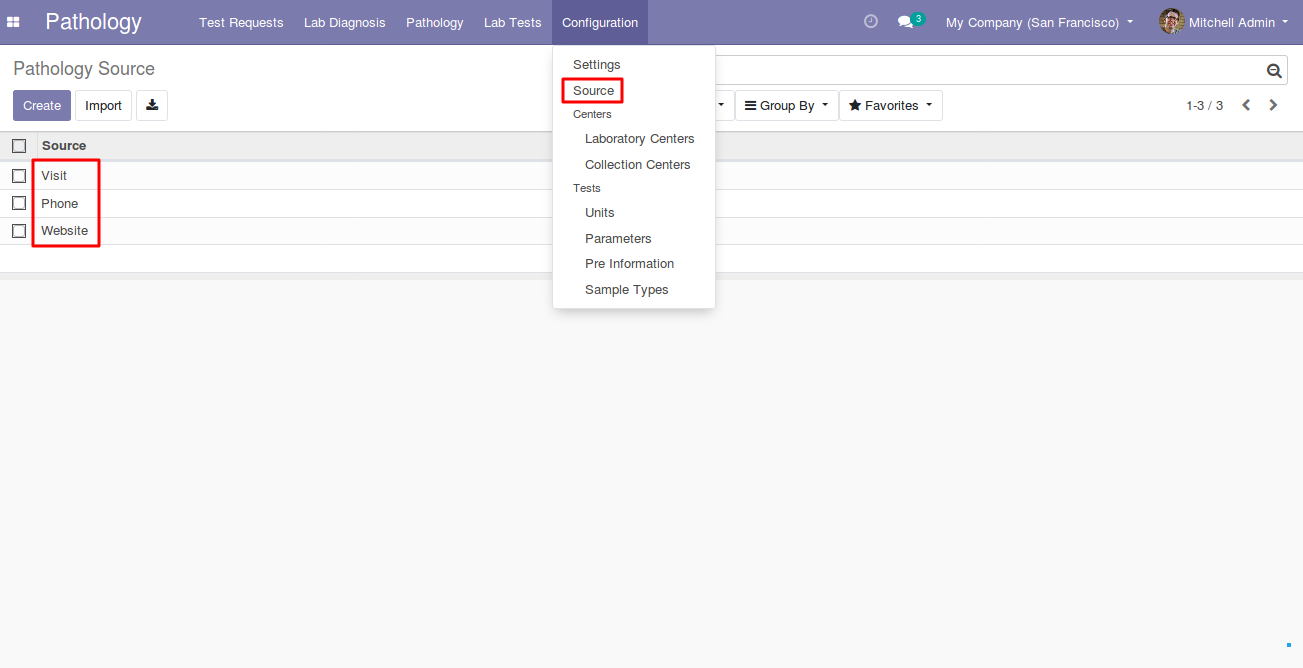 Pathology Test Requests Lab Diagnosis Pathology Lab Tests Configuration 3 My Company (San Francisco) Mitchell Admin
Pathology Source
Settings
Source
Centers
Laboratory Centers
Collection Centers
Tests
Units
Parameters
Pre Information
Sample Types
Create Import Group By Favorites 1-3 / 3
Source
Visit
Phone
Website